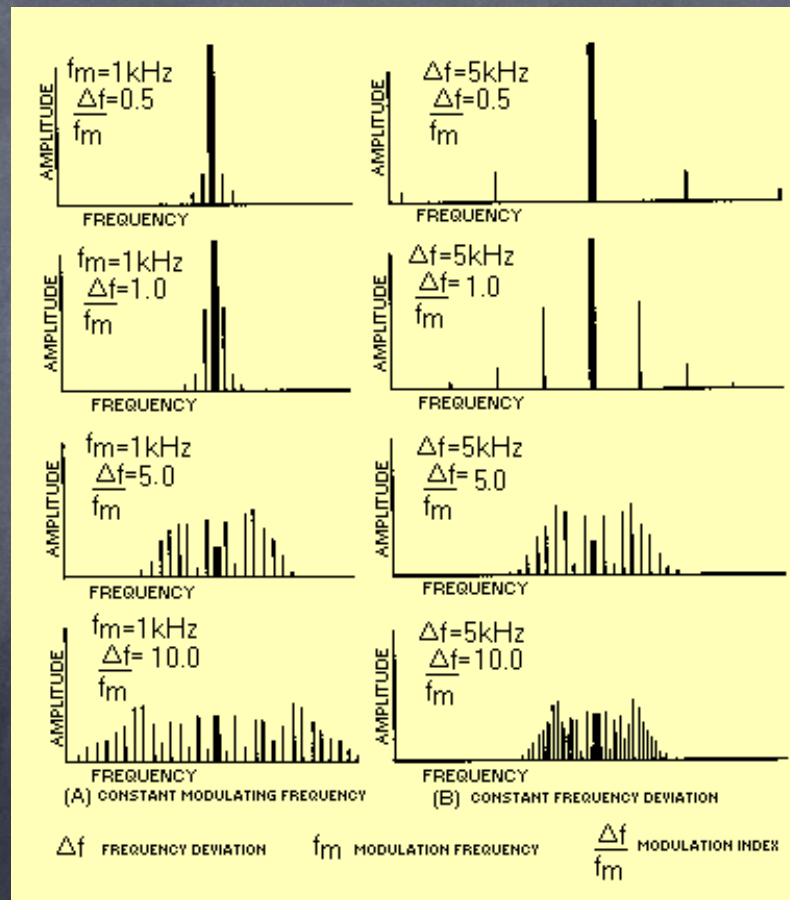 fm=1kHz
Δf=0.5
fm
AMPLITUDE
FREQUENCY
Δf=5kHz
Δf=0.5
fm
AMPLITUDE
FREQUENCY
fm=1kHz
Δf=1.0
fm
AMPLITUDE
FREQUENCY
Δf=5kHz
Δf=1.0
fm
AMPLITUDE
FREQUENCY
fm=1kHz
Δf=5.0
fm
AMPLITUDE
FREQUENCY
Δf=5kHz
Δf=5.0
fm
AMPLITUDE
FREQUENCY
fm=1kHz
Δf=10.0
fm
AMPLITUDE
FREQUENCY
Δf=5kHz
Δf=10.0
fm
AMPLITUDE
FREQUENCY
(A) CONSTANT MODULATING FREQUENCY
(B) CONSTANT FREQUENCY DEVIATION
Δf FREQUENCY DEVIATION
fm MODULATION FREQUENCY
Δf
fm MODULATION INDEX